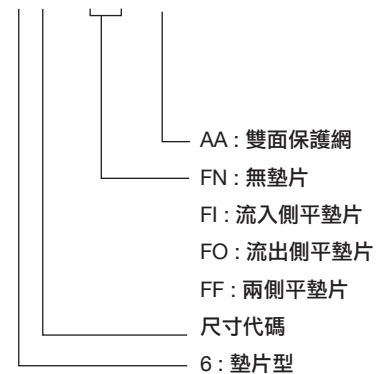 AA : 雙面保護網
FN : 無墊片
FI : 流入側平墊片
FO : 流出側平墊片
FF : 兩側平墊片
尺寸代碼
6 : 墊片型